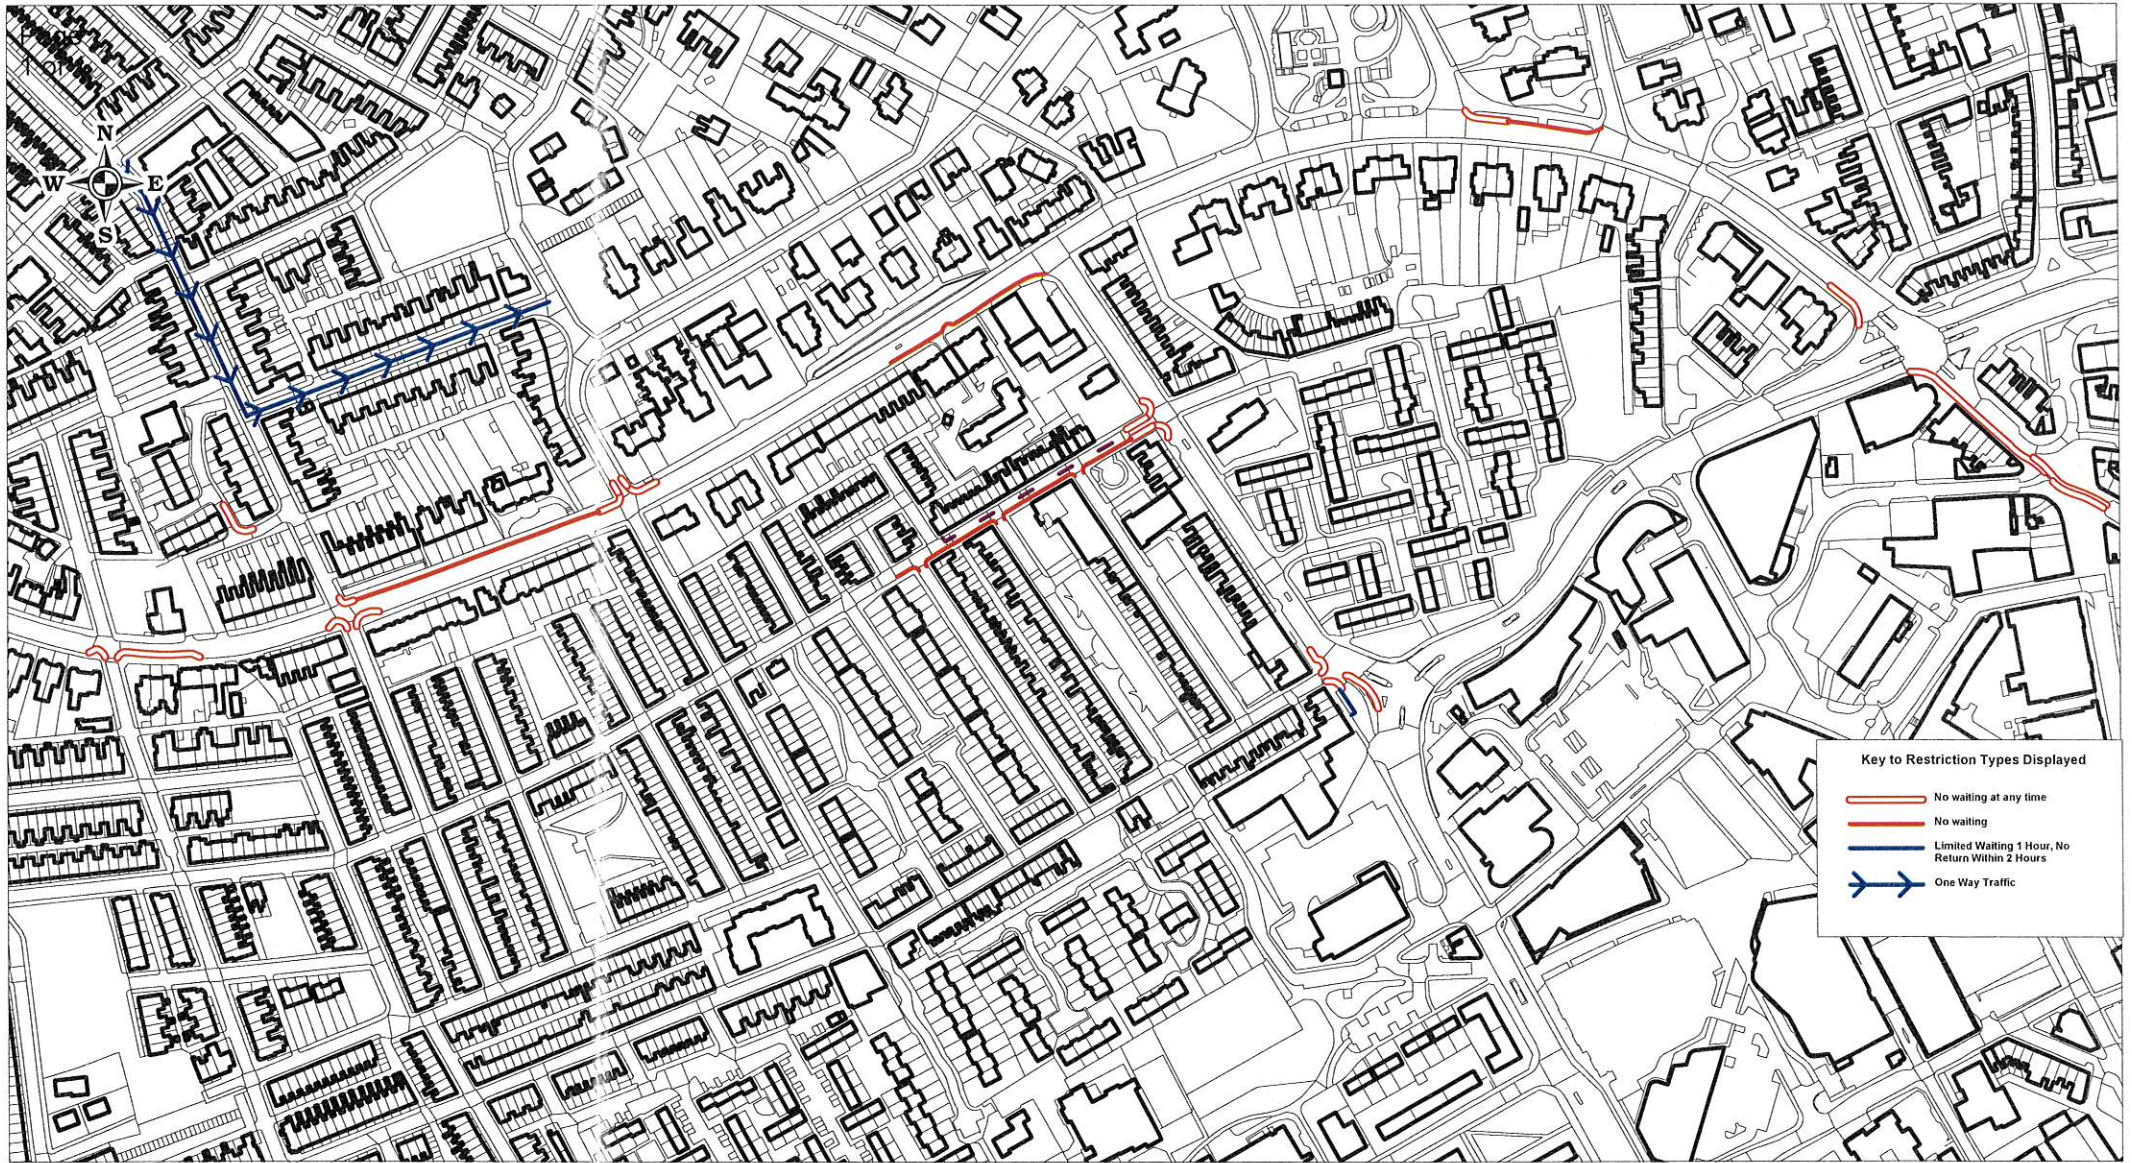 N
W E
S
Key to Restriction Types Displayed
No waiting at any time
No waiting
Limited Waiting 1 Hour, No
Return Within 2 Hours
One Way Traffic